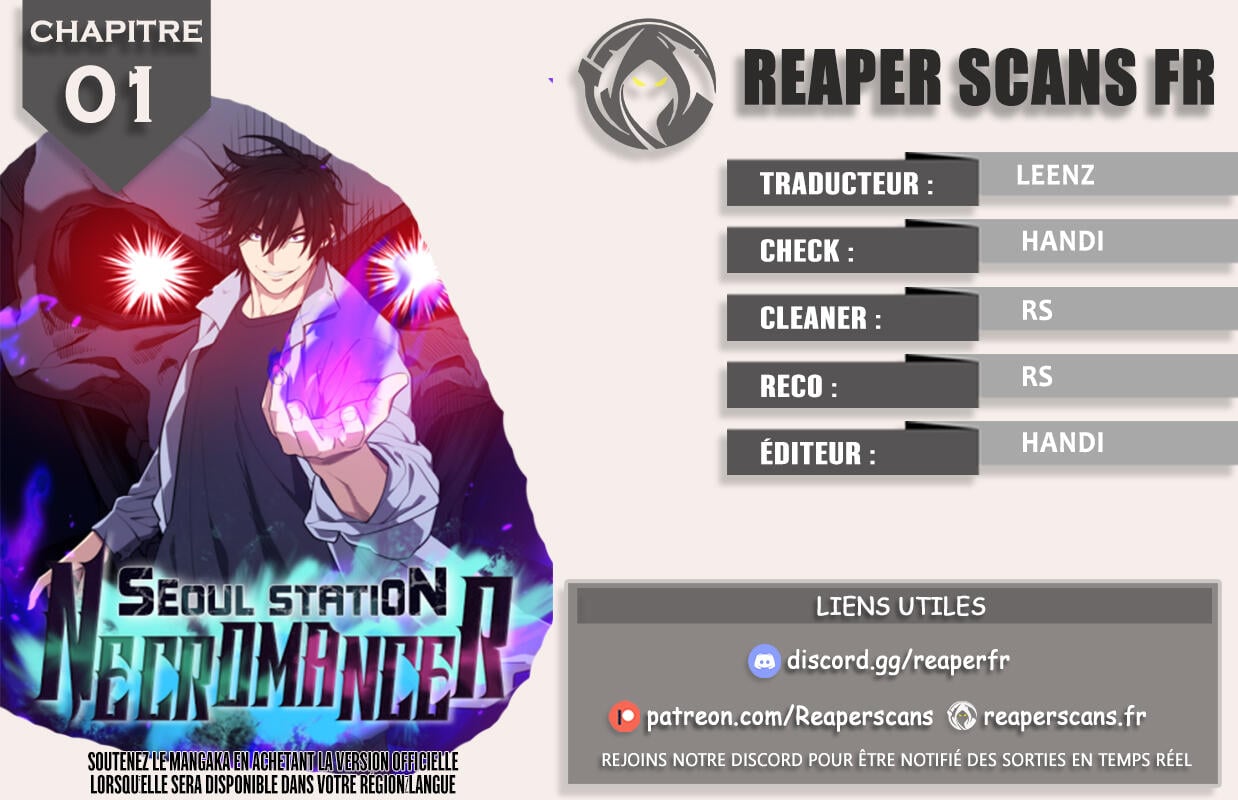 CHAPITRE
01
SEOUL STATION
NECROMANCER
SOUTENEZ LE MANGAKA EN ACHETANT LA VERSION OFFICIELLE
LORSQU'ELLE SERA DISPONIBLE DANS VOTRE RÉGION/LANGUE
REAPER SCANS FR
TRADUCTEUR : LEENZ
CHECK : HANDI
CLEANER : RS
RECO : RS
ÉDITEUR : HANDI
LIENS UTILES
discord.gg/reaperfr
patreon.com/Reaperscans reaperscans.fr
REJOINS NOTRE DISCORD POUR ÊTRE NOTIFIÉ DES SORTIES EN TEMPS RÉEL